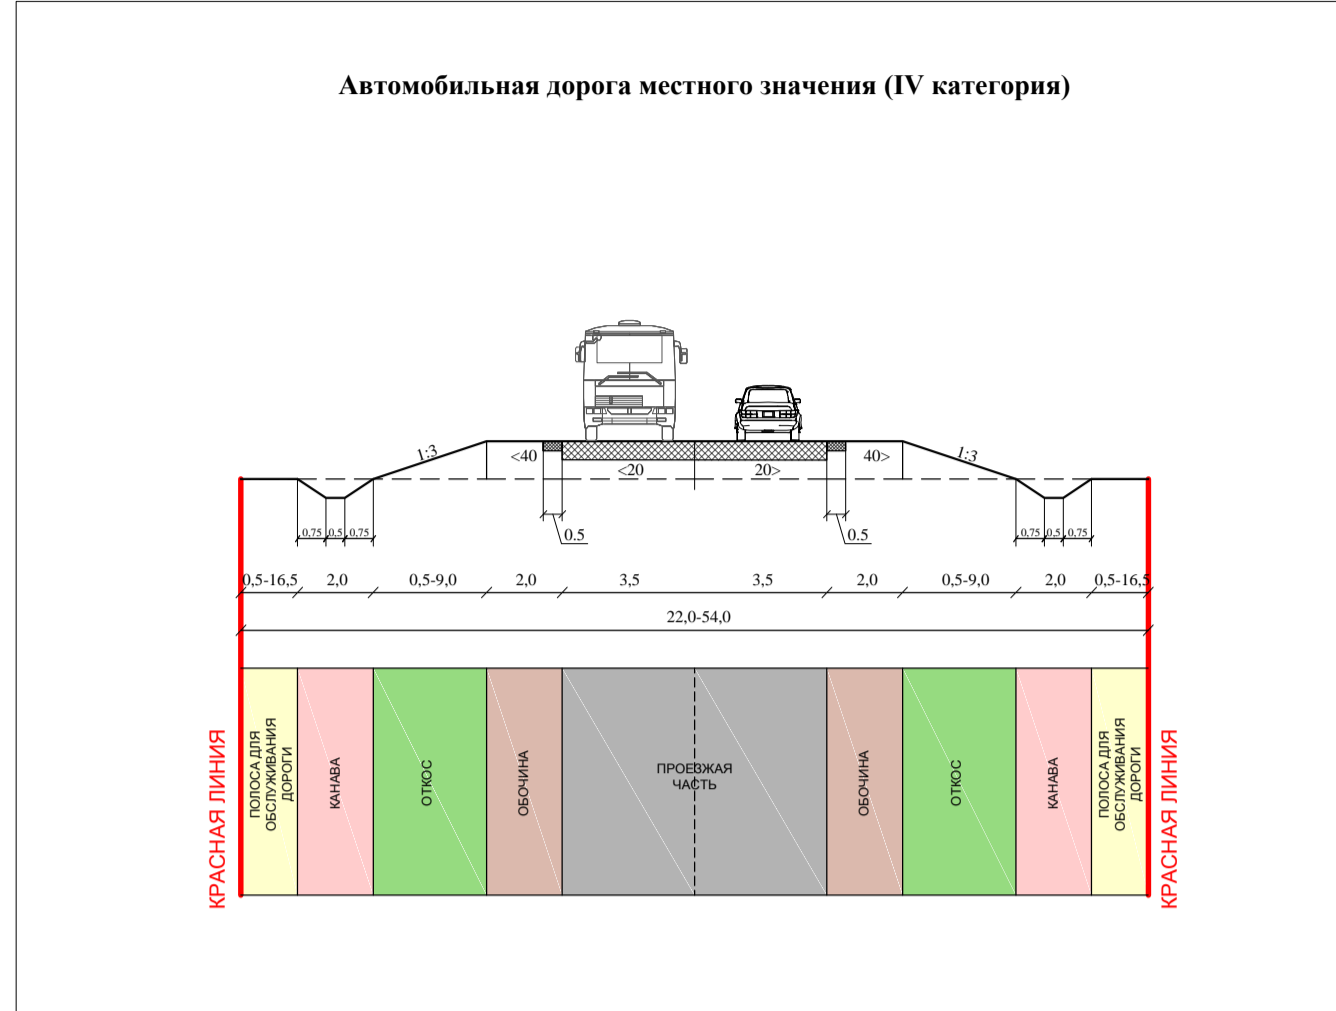 Автомобильная дорога местного значения (IV категория)
1:3
<40
<20
20>
40>
1:3
0,75
0,5
0,75
0.5
0.5
0,75
0,5
0,75
0,5-16,5
2,0
0,5-9,0
2,0
3,5
3,5
2,0
0,5-9,0
2,0
0,5-16,5
22,0-54,0
КРАСНАЯ ЛИНИЯ
ПОЛОСА ДЛЯ
ОБСЛУЖИВАНИЯ
ДОРОГИ
КАНАВА
ОТКОС
ОБОЧИНА
ПРОЕЗЖАЯ
ЧАСТЬ
ОБОЧИНА
ОТКОС
КАНАВА
ПОЛОСА ДЛЯ
ОБСЛУЖИВАНИЯ
ДОРОГИ
КРАСНАЯ ЛИНИЯ